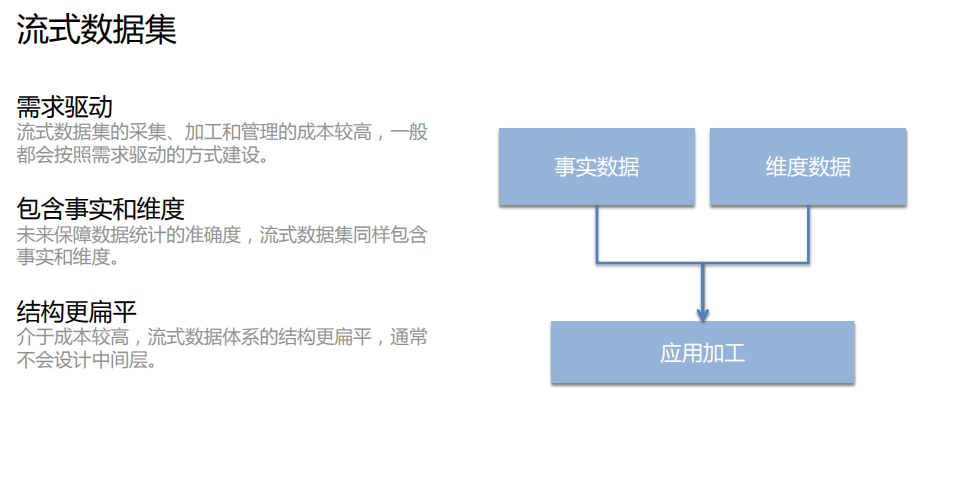 流式数据集
需求驱动
流式数据集的采集、加工和管理的成本较高，一般
都会按照需求驱动的方式建设。
包含事实和维度
未来保障数据统计的准确度，流式数据集同样包含
事实和维度。
结构更扁平
介于成本较高，流式数据体系的结构更扁平，通常
不会设计中间层。
事实数据
维度数据
应用加工